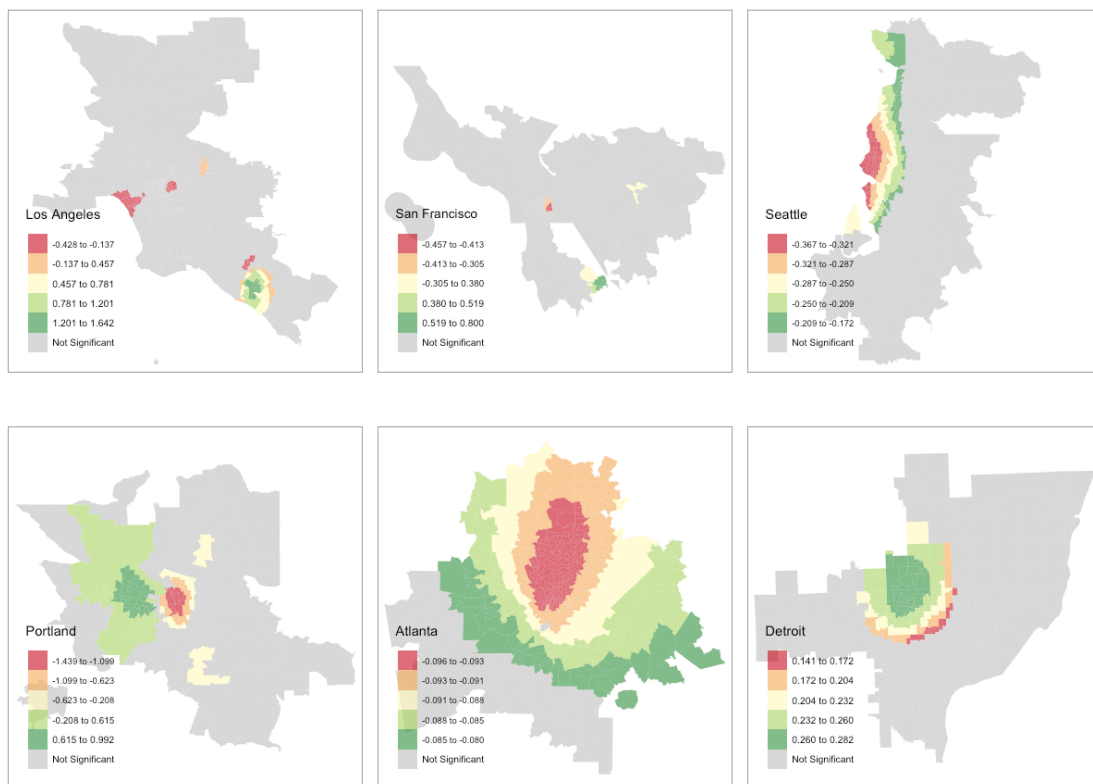 Los Angeles
-0.428 to -0.137
-0.137 to 0.457
0.457 to 0.781
0.781 to 1.201
1.201 to 1.642
Not Significant
San Francisco
-0.457 to -0.413
-0.413 to -0.305
-0.305 to 0.380
0.380 to 0.519
0.519 to 0.800
Not Significant
Seattle
-0.367 to -0.321
-0.321 to -0.287
-0.287 to -0.250
-0.250 to -0.209
-0.209 to -0.172
Not Significant
Portland
-1.439 to -1.099
-1.099 to -0.623
-0.623 to -0.208
-0.208 to 0.615
0.615 to 0.992
Not Significant
Atlanta
-0.096 to -0.093
-0.093 to -0.091
-0.091 to -0.088
-0.088 to -0.085
-0.085 to -0.080
Not Significant
Detroit
0.141 to 0.172
0.172 to 0.204
0.204 to 0.232
0.232 to 0.260
0.260 to 0.282
Not Significant